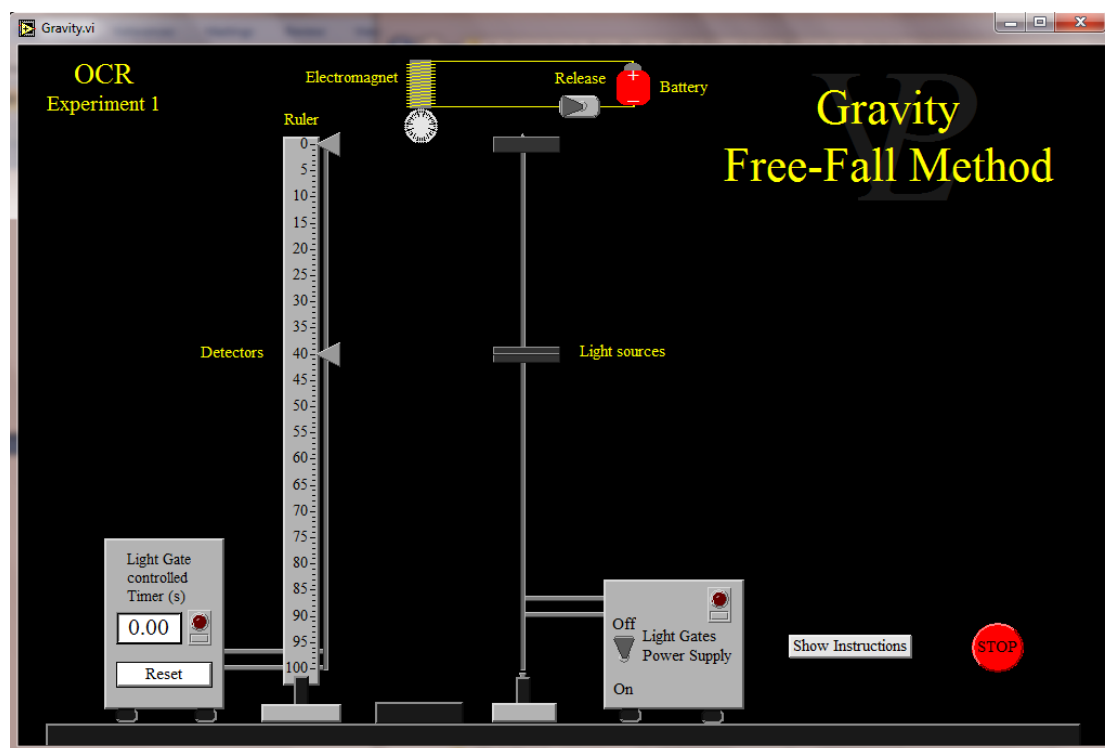 Gravity.vi
OCR
Experiment 1
Electromagnet
Release
+
−
Battery
Gravity
Free-Fall Method
Ruler
0
5
10
15
20
25
30
35
40
45
50
55
60
65
70
75
80
85
90
95
100
Detectors
Light sources
Light Gate
controlled
Timer (s)
0.00
Reset
Off
Light Gates
Power Supply
On
Show Instructions
STOP